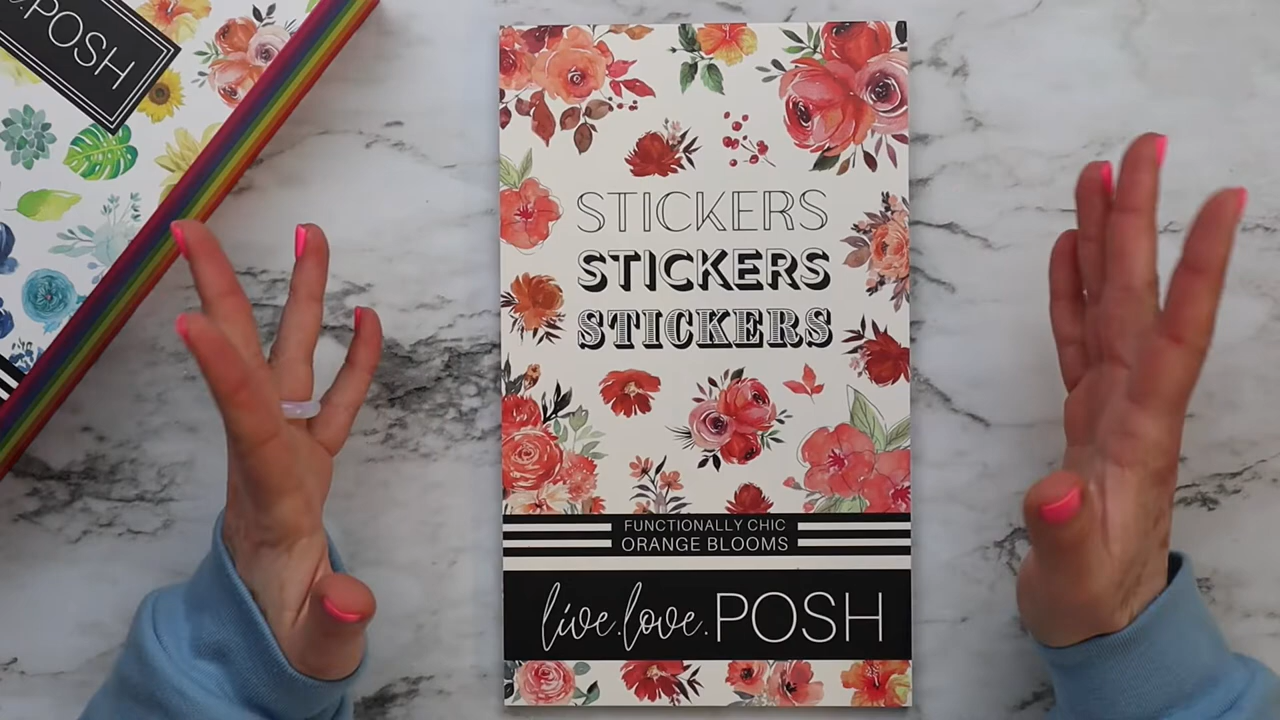 .POSH
STICKERS
STICKERS
STICKERS
FUNCTIONALLY CHIC
ORANGE BLOOMS
live.love.POSH